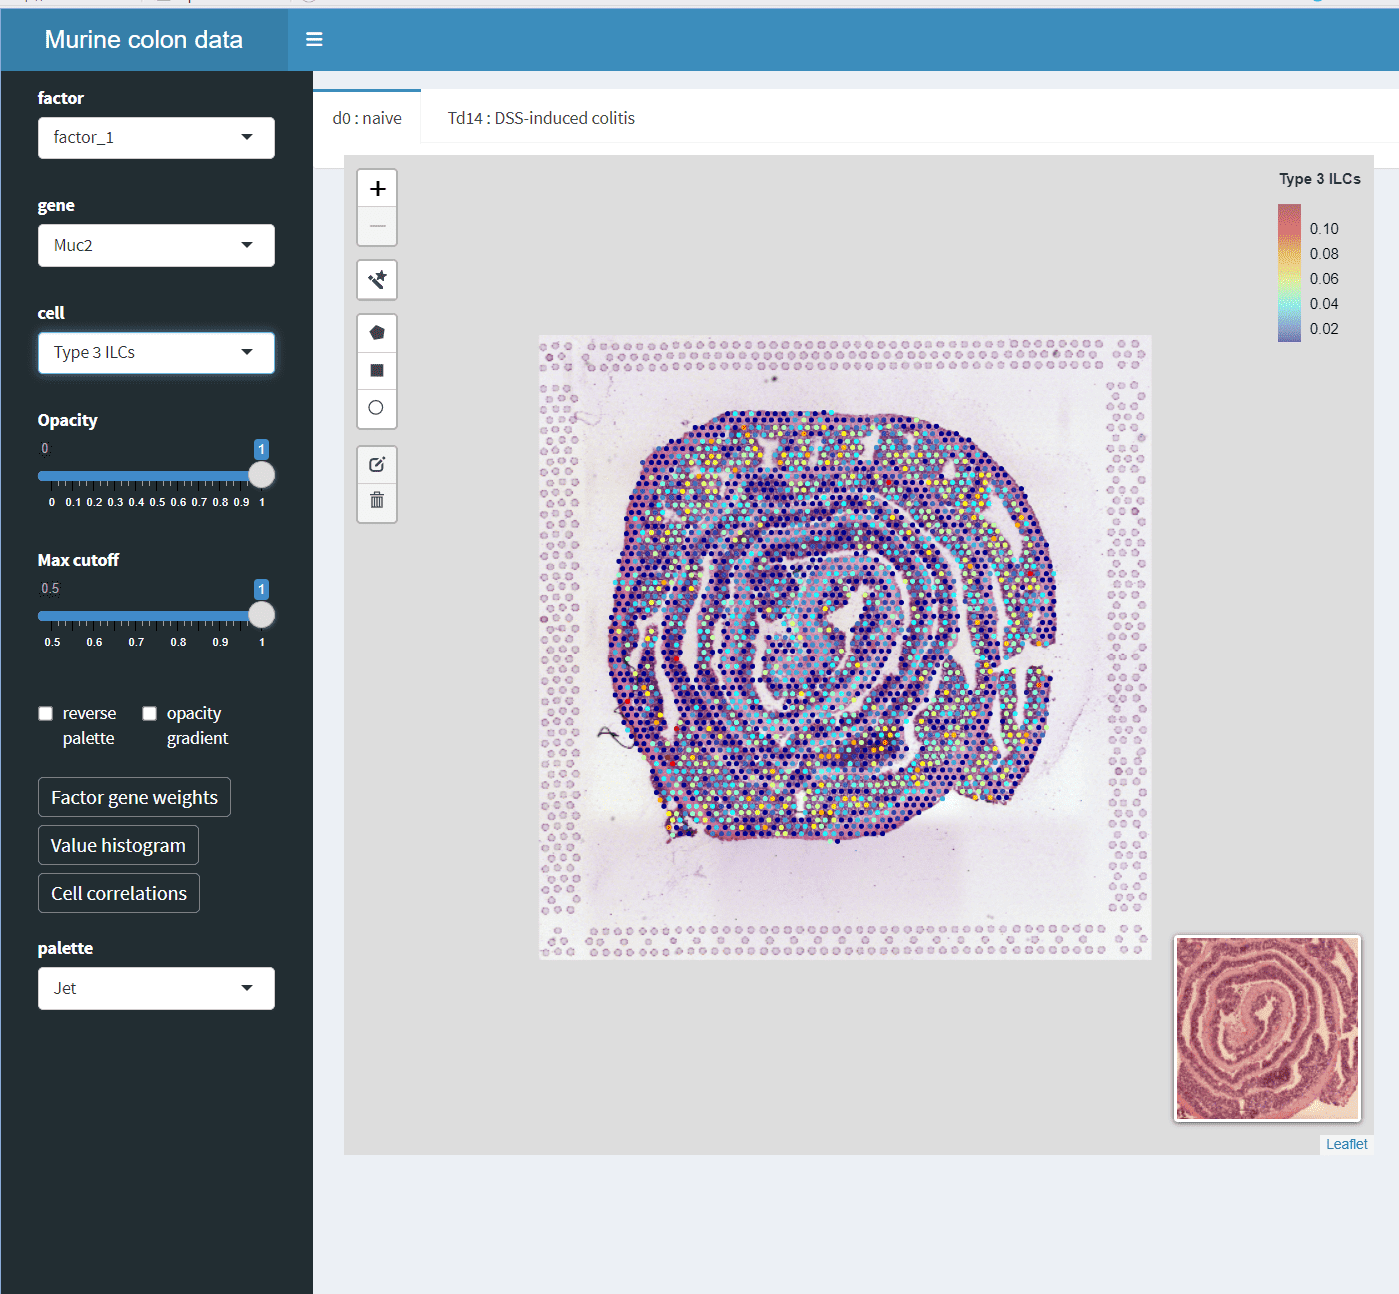 Murine colon data
factor
factor_1
gene
Muc2
cell
Type 3 ILCs
Opacity
0
1
0 0.1 0.2 0.3 0.4 0.5 0.6 0.7 0.8 0.9 1
Max cutoff
0.5
1
0.5 0.6 0.7 0.8 0.9 1
reverse palette
opacity gradient
Factor gene weights
Value histogram
Cell correlations
palette
Jet
d0 : naive
Td14 : DSS-induced colitis
+
−
Type 3 ILCs
0.10
0.08
0.06
0.04
0.02
Leaflet